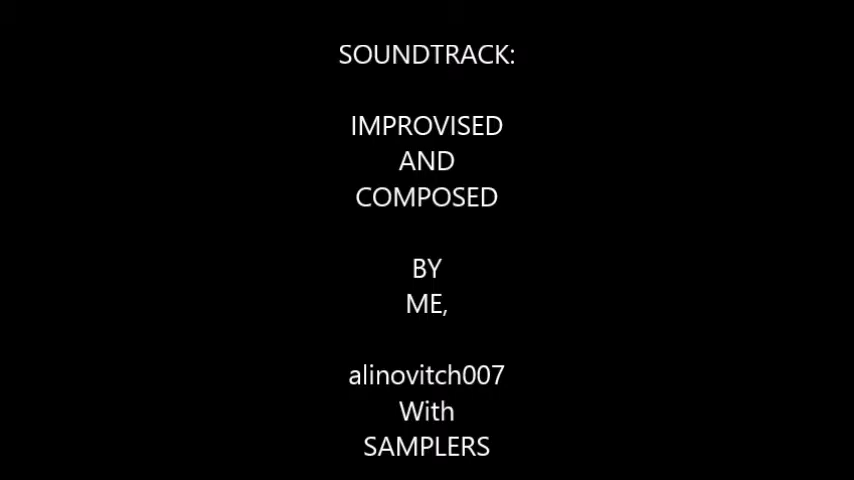 SOUNDTRACK:
IMPROVISED
AND
COMPOSED
BY
ME,
alinovitch007
With
SAMPLERS